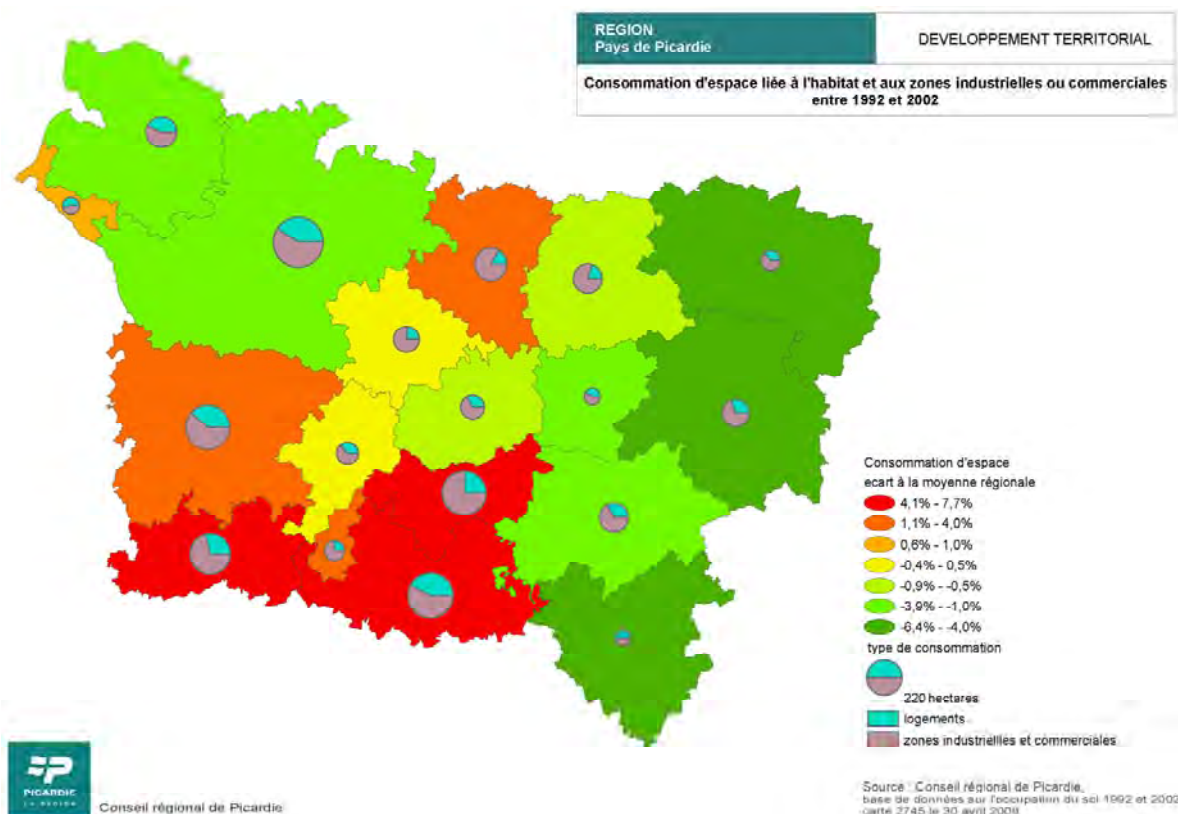 REGION
Pays de Picardie
DEVELOPPEMENT TERRITORIAL
Consommation d'espace liée à l'habitat et aux zones industrielles ou commerciales
entre 1992 et 2002
Consommation d'espace
ecart à la moyenne régionale
4,1% - 7,7%
1,1% - 4,0%
0,6% - 1,0%
-0,4% - 0,5%
-0,9% - -0,5%
-3,9% - -1,0%
-6,4% - -4,0%
type de consommation
220 hectares
logements
zones industrielles et commerciales
PICARDIE
LA REGION
Conseil régional de Picardie
Source : Conseil régional de Picardie,
base de données sur l'occupation du sol 1992 et 2002
carte 2745 le 30 avril 2008